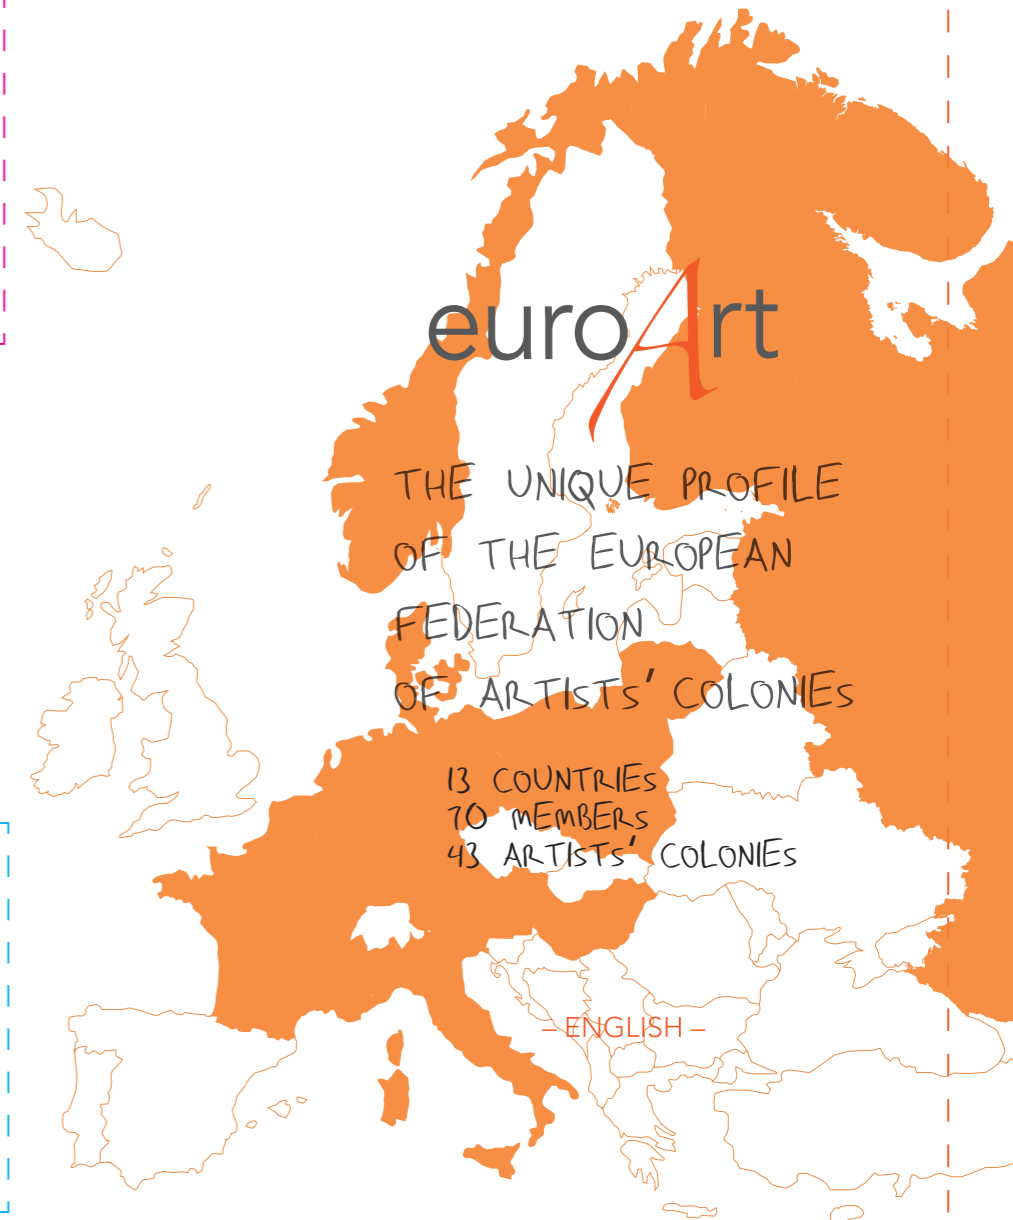 euroArt
THE UNIQUE PROFILE
OF THE EUROPEAN
FEDERATION
OF ARTISTS' COLONIES
13 COUNTRIES
70 MEMBERS
43 ARTISTS' COLONIES
– ENGLISH –